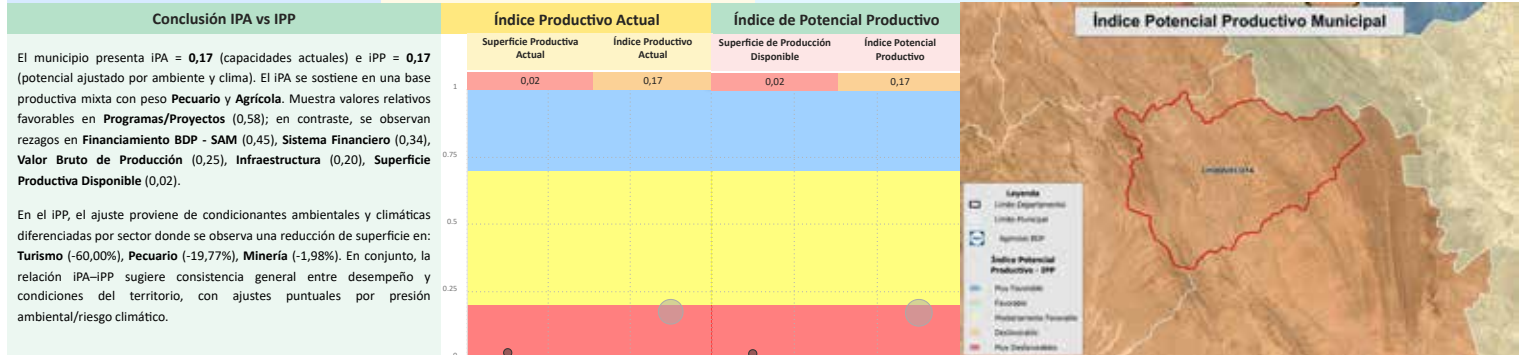 Conclusión IPA vs IPP
El municipio presenta iPA = 0,17 (capacidades actuales) e iPP = 0,17
(potencial ajustado por ambiente y clima). El iPA se sostiene en una base
productiva mixta con peso Pecuario y Agrícola. Muestra valores relativos
favorables en Programas/Proyectos (0,58); en contraste, se observan
rezagos en Financiamiento BDP - SAM (0,45), Sistema Financiero (0,34),
Valor Bruto de Producción (0,25), Infraestructura (0,20), Superficie
Productiva Disponible (0,02).
En el iPP, el ajuste proviene de condicionantes ambientales y climáticas
diferenciadas por sector donde se observa una reducción de superficie en:
Turismo (-60,00%), Pecuario (-19,77%), Minería (-1,98%). En conjunto, la
relación iPA–iPP sugiere consistencia general entre desempeño y
condiciones del territorio, con ajustes puntuales por presión
ambiental/riesgo climático.
Índice Productivo Actual
Índice de Potencial Productivo
Superficie Productiva
Actual
Índice Productivo
Actual
Superficie de Producción
Disponible
Índice Potencial
Productivo
0,02
0,17
0,02
0,17
1
0.75
0.5
0.25
0
Índice Potencial Productivo Municipal
Leyenda
Limite Departamental
Limite Municipal
Agencias BDP
Índice Potencial
Productivo - IPP
Muy Favorable
Favorable
Moderadamente Favorable
Desfavorable
Muy Desfavorable